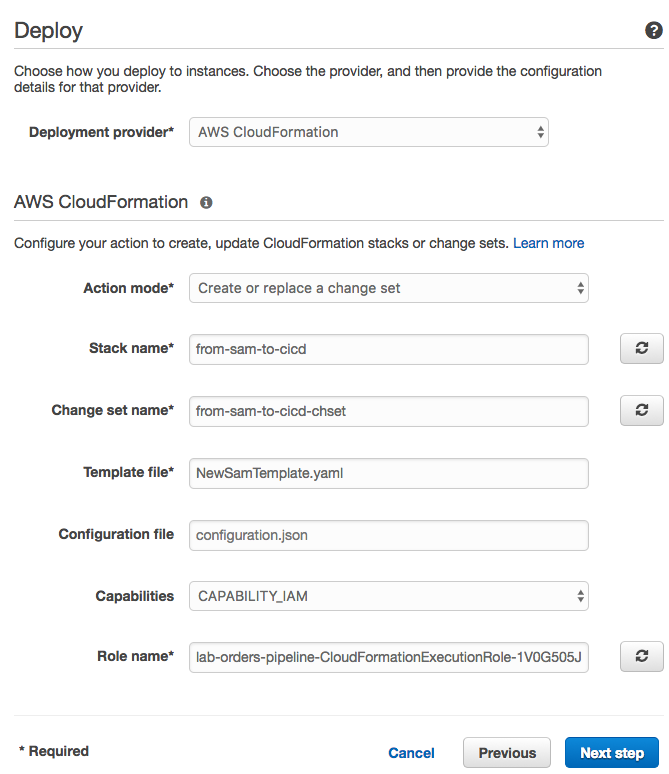 Deploy
Choose how you deploy to instances. Choose the provider, and then provide the configuration
details for that provider.
Deployment provider* AWS CloudFormation
AWS CloudFormation
Configure your action to create, update CloudFormation stacks or change sets. Learn more
Action mode* Create or replace a change set
Stack name* from-sam-to-cicd
Change set name* from-sam-to-cicd-chset
Template file* NewSamTemplate.yaml
Configuration file configuration.json
Capabilities CAPABILITY_IAM
Role name* lab-orders-pipeline-CloudFormationExecutionRole-1V0G505J
* Required Cancel Previous Next step